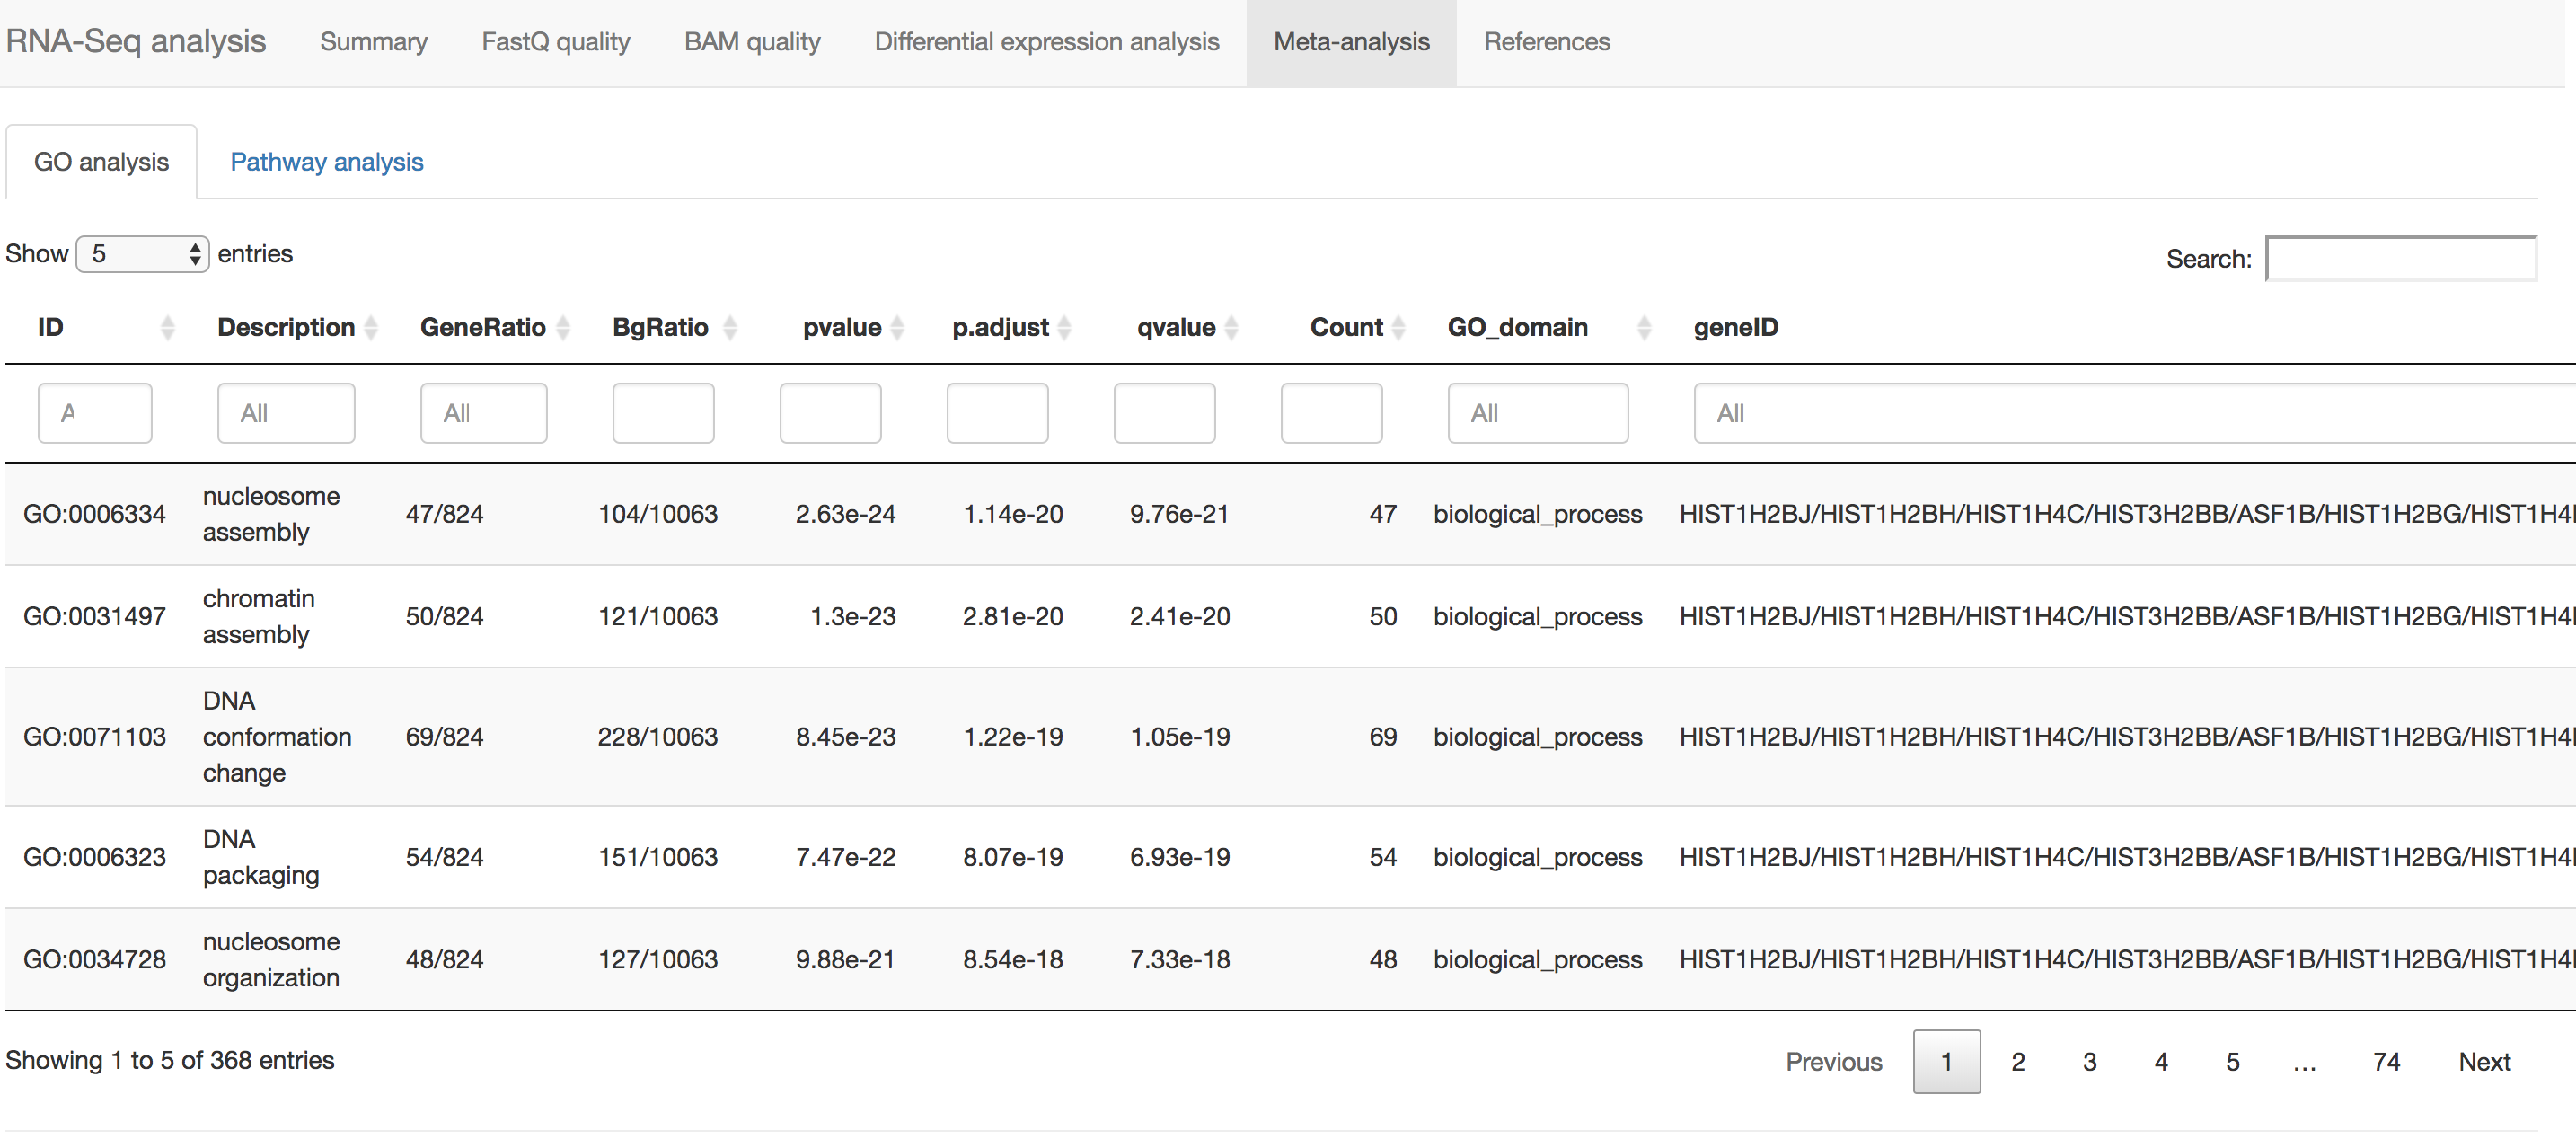 RNA-Seq analysis Summary FastQ quality BAM quality Differential expression analysis Meta-analysis References
GO analysis Pathway analysis
Show 5 entries Search:
ID Description GeneRatio BgRatio pvalue p.adjust qvalue Count GO_domain geneID
All All All All
nucleosome
GO:0006334 47/824 104/10063 2.63e-24 1.14e-20 9.76e-21 47 biological_process HIST1H2BJ/HIST1H2BH/HIST1H4C/HIST3H2BB/ASF1B/HIST1H2BG/HIST1H4
assembly
chromatin
GO:0031497 50/824 121/10063 1.3e-23 2.81e-20 2.41e-20 50 biological_process HIST1H2BJ/HIST1H2BH/HIST1H4C/HIST3H2BB/ASF1B/HIST1H2BG/HIST1H4
assembly
DNA
GO:0071103 conformation 69/824 228/10063 8.45e-23 1.22e-19 1.05e-19 69 biological_process HIST1H2BJ/HIST1H2BH/HIST1H4C/HIST3H2BB/ASF1B/HIST1H2BG/HIST1H4
change
DNA
GO:0006323 54/824 151/10063 7.47e-22 8.07e-19 6.93e-19 54 biological_process HIST1H2BJ/HIST1H2BH/HIST1H4C/HIST3H2BB/ASF1B/HIST1H2BG/HIST1H4
packaging
nucleosome
GO:0034728 48/824 127/10063 9.88e-21 8.54e-18 7.33e-18 48 biological_process HIST1H2BJ/HIST1H2BH/HIST1H4C/HIST3H2BB/ASF1B/HIST1H2BG/HIST1H4
organization
Showing 1 to 5 of 368 entries Previous 1 2 3 4 5 … 74 Next